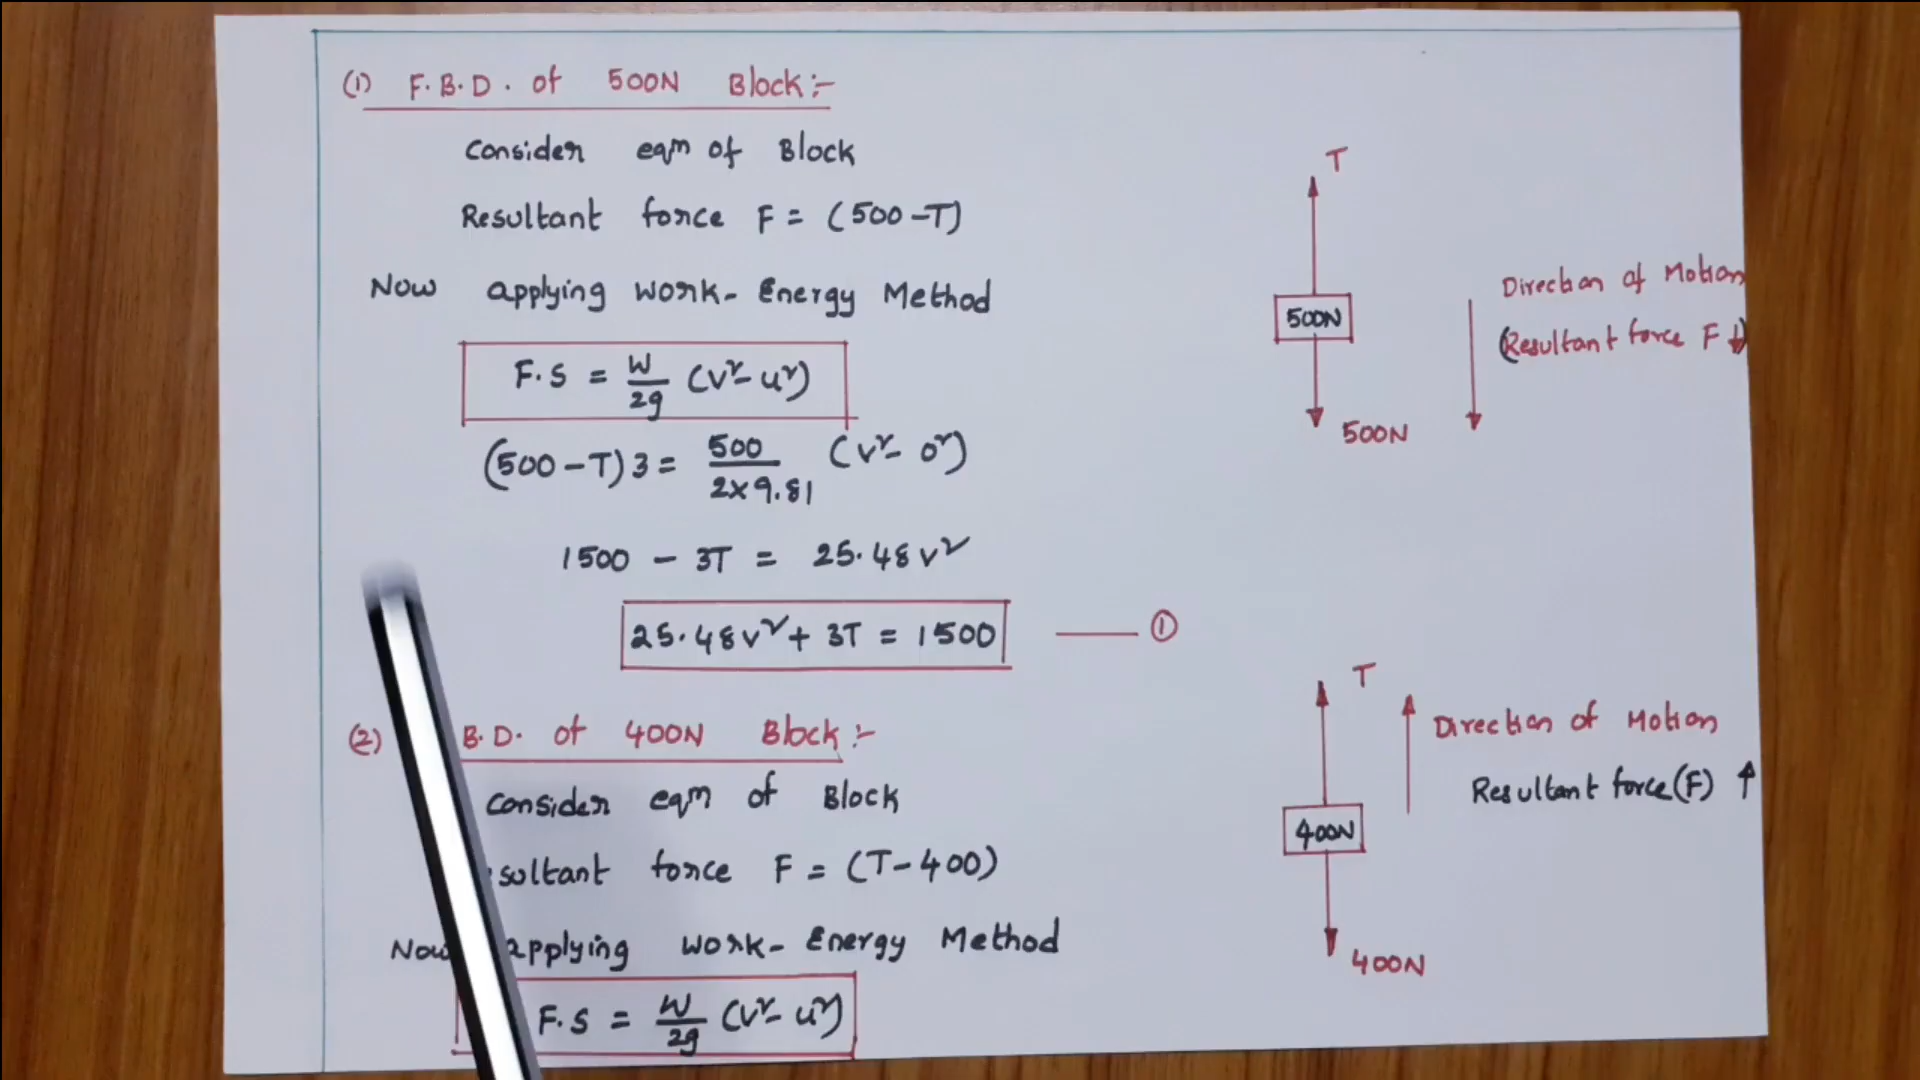 (1) F.B.D. of 500N Block:-
Consider eqm of Block
Resultant force F = (500-T)
Now applying work-Energy Method
F.S = W/2g (v²-u²)
(500-T)3 = 500/2x9.81 (v²-0²)
1500 - 3T = 25.48v²
25.48v² + 3T = 1500 —— ①
(2) B.D. of 400N Block:-
Consider eqm of Block
sultant force F = (T-400)
Now applying work-Energy Method
F.S = W/2g (v²-u²)
T
500N
500N
Direction of Motion
(Resultant force F ↓)
T
400N
400N
Direction of Motion
Resultant force(F) ↑